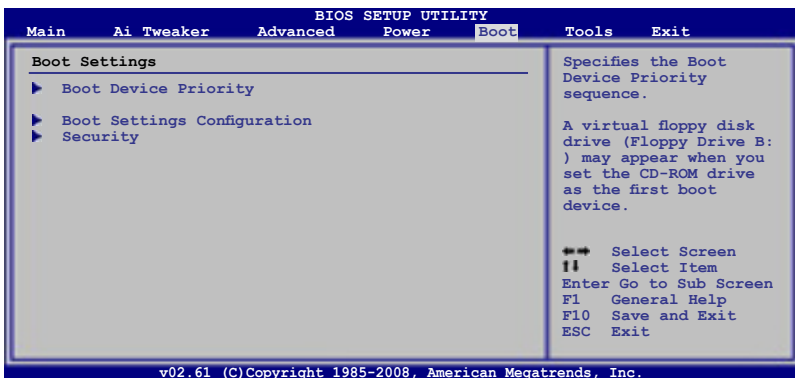 BIOS SETUP UTILITY
Main Ai Tweaker Advanced Power Boot Tools Exit
Boot Settings
Boot Device Priority
Boot Settings Configuration
Security
Specifies the Boot
Device Priority
sequence.
A virtual floppy disk
drive (Floppy Drive B:
) may appear when you
set the CD-ROM drive
as the first boot
device.
Select Screen
Select Item
Enter Go to Sub Screen
F1 General Help
F10 Save and Exit
ESC Exit
v02.61 (C)Copyright 1985-2008, American Megatrends, Inc.